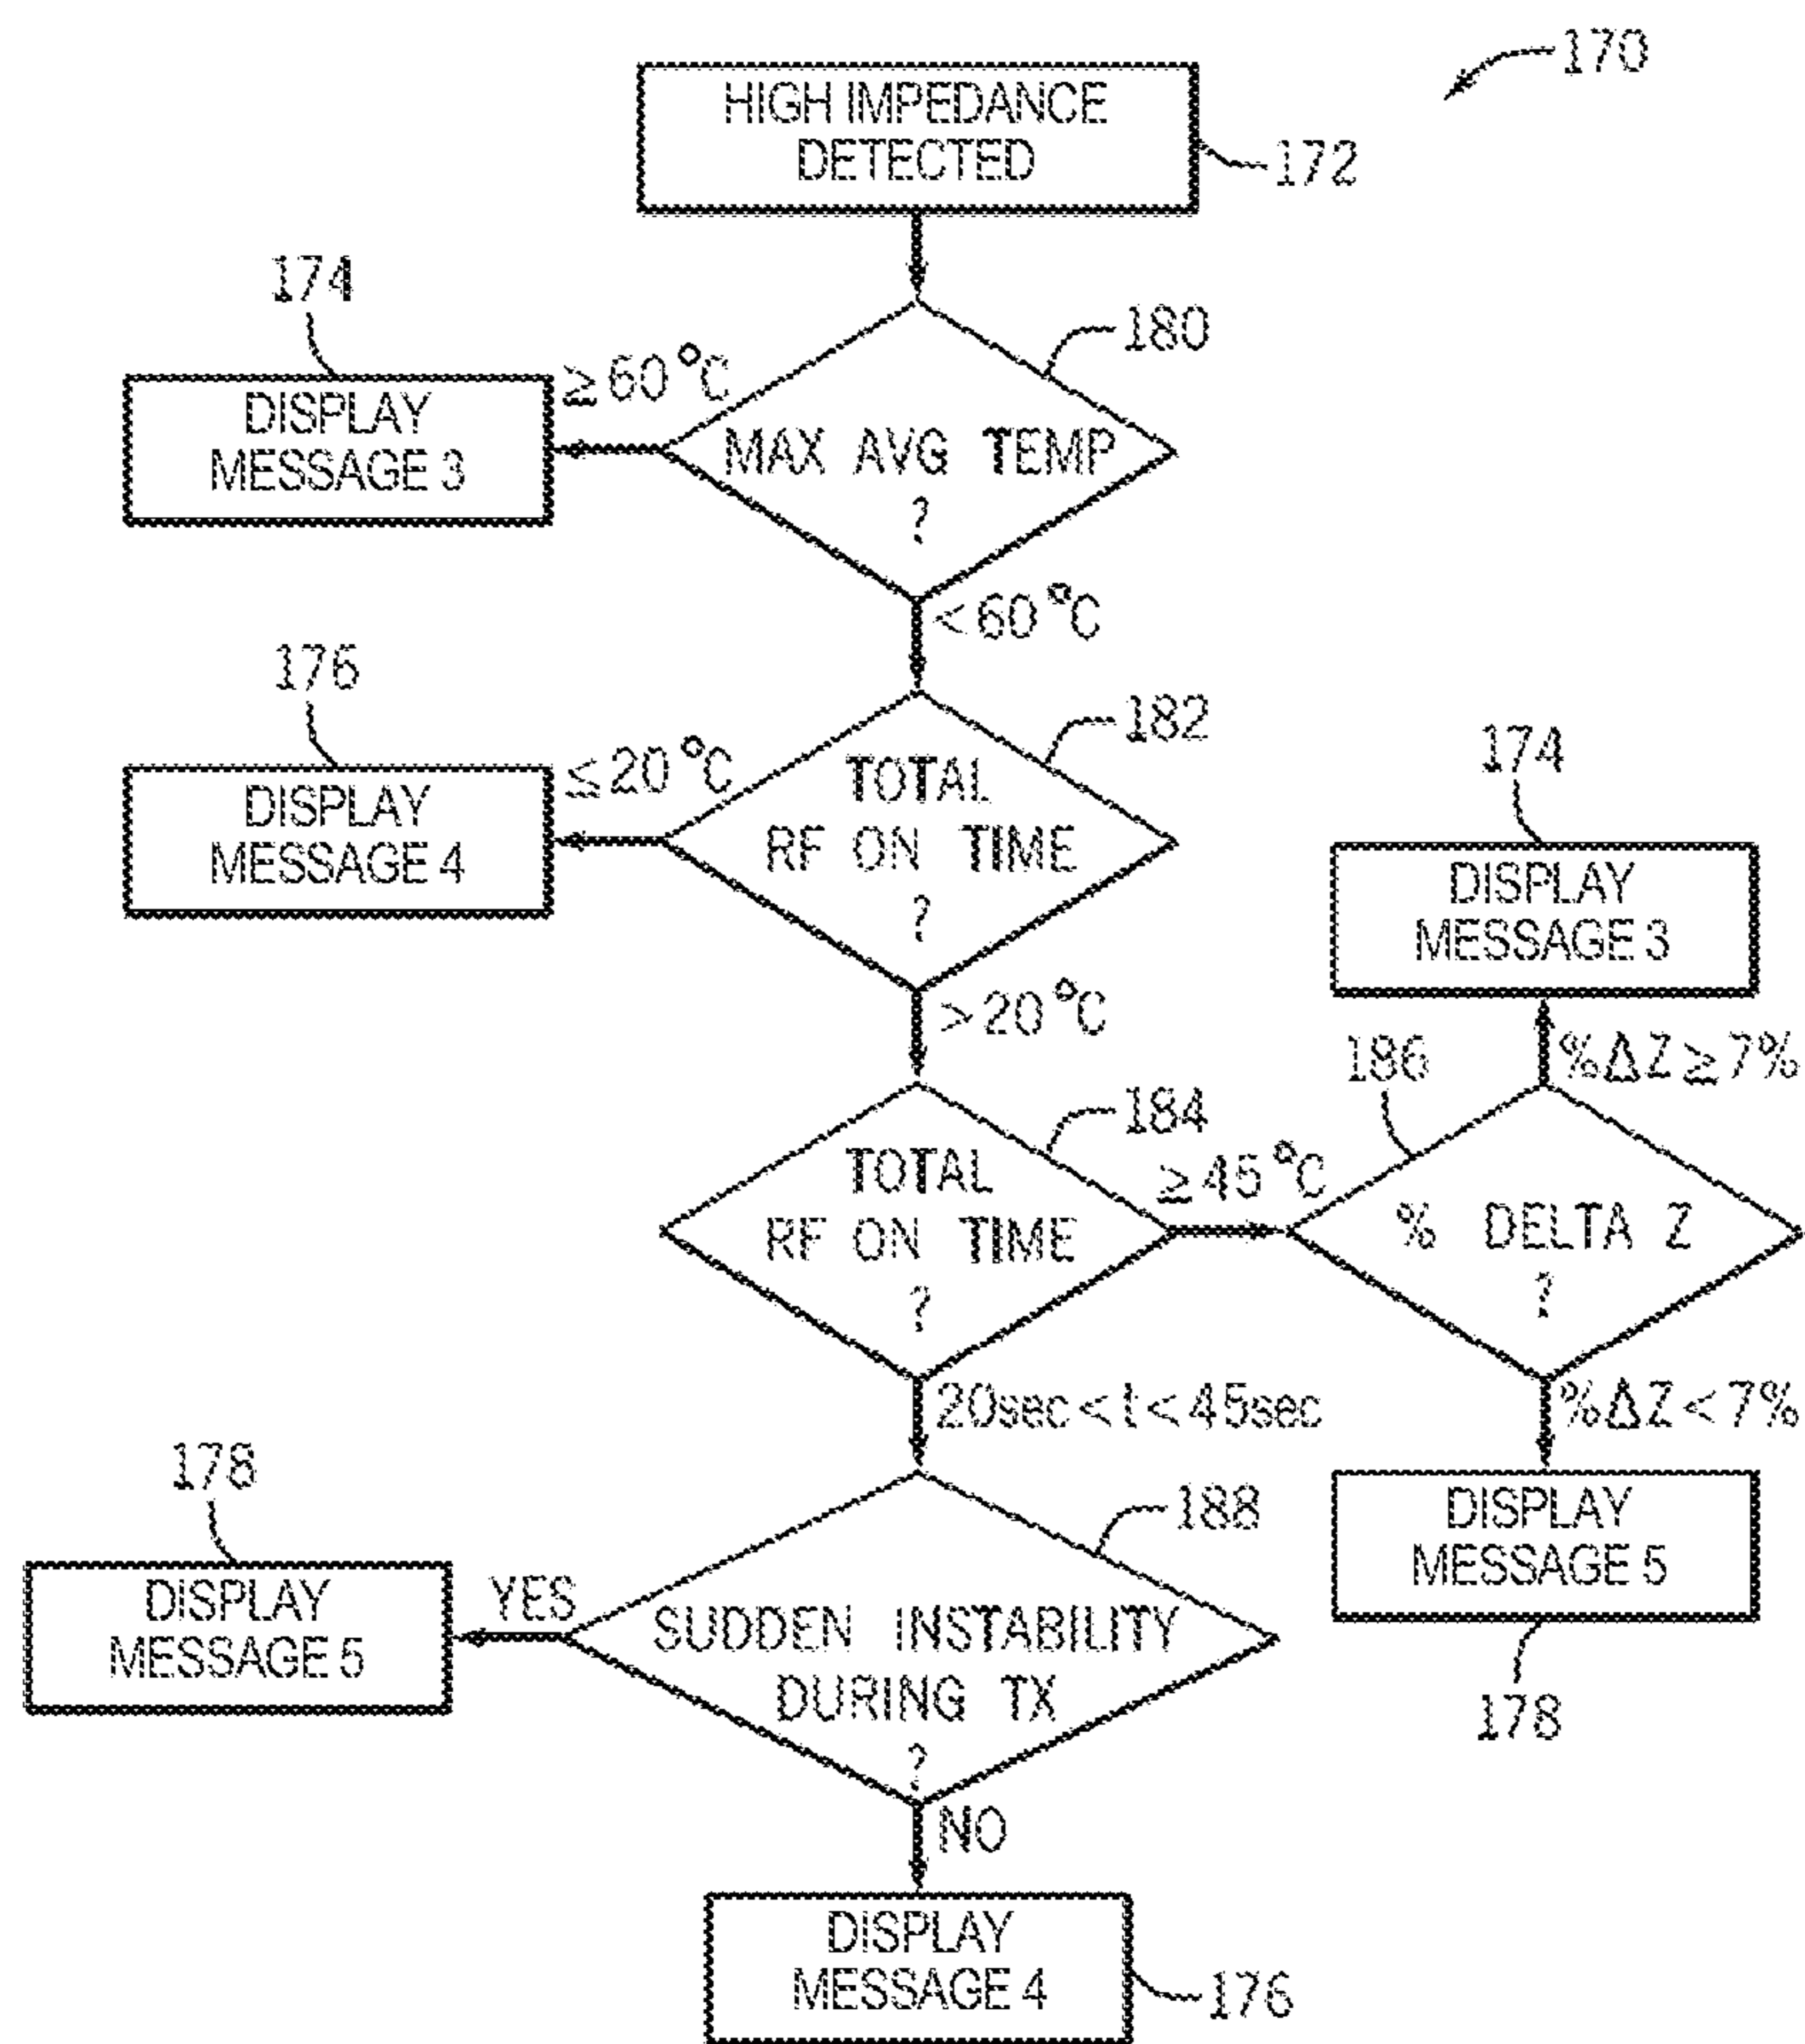 170
HIGH IMPEDANCE
DETECTED
172
174
180
≥60°C
DISPLAY
MESSAGE 3
MAX AVG TEMP
?
<60°C
176
182
≤20°C
DISPLAY
MESSAGE 4
TOTAL
RF ON TIME
?
174
DISPLAY
MESSAGE 3
>20°C
186
%ΔZ≥7%
184
≥45°C
TOTAL
RF ON TIME
?
% DELTA Z
?
20sec<t<45sec
%ΔZ<7%
178
188
DISPLAY
MESSAGE 5
178
YES
DISPLAY
MESSAGE 5
SUDDEN INSTABILITY
DURING TX
?
NO
DISPLAY
MESSAGE 4
176